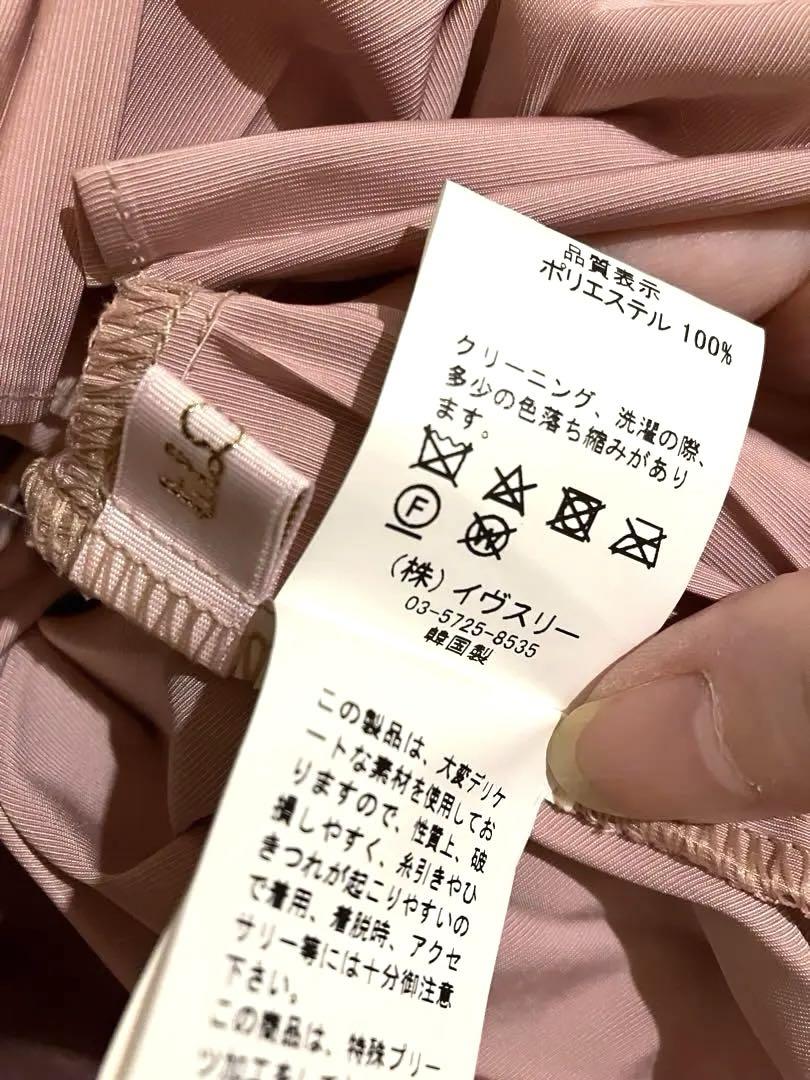 品質表示
ポリエステル 100%
クリーニング、洗濯の際、
多少の色落ち縮みがあり
ます。
F
W
(株) イヴスリー
03-5725-8535
韓国製
この製品は、大変デリケ
ートな素材を使用してお
りますので、性質上、破
損しやすく、糸引きやひ
きつれが起こりやすいの
で着用、着脱時、アクセ
サリー等には十分御注意
下さい。
この商品は、特殊プリー
ツ加工をし